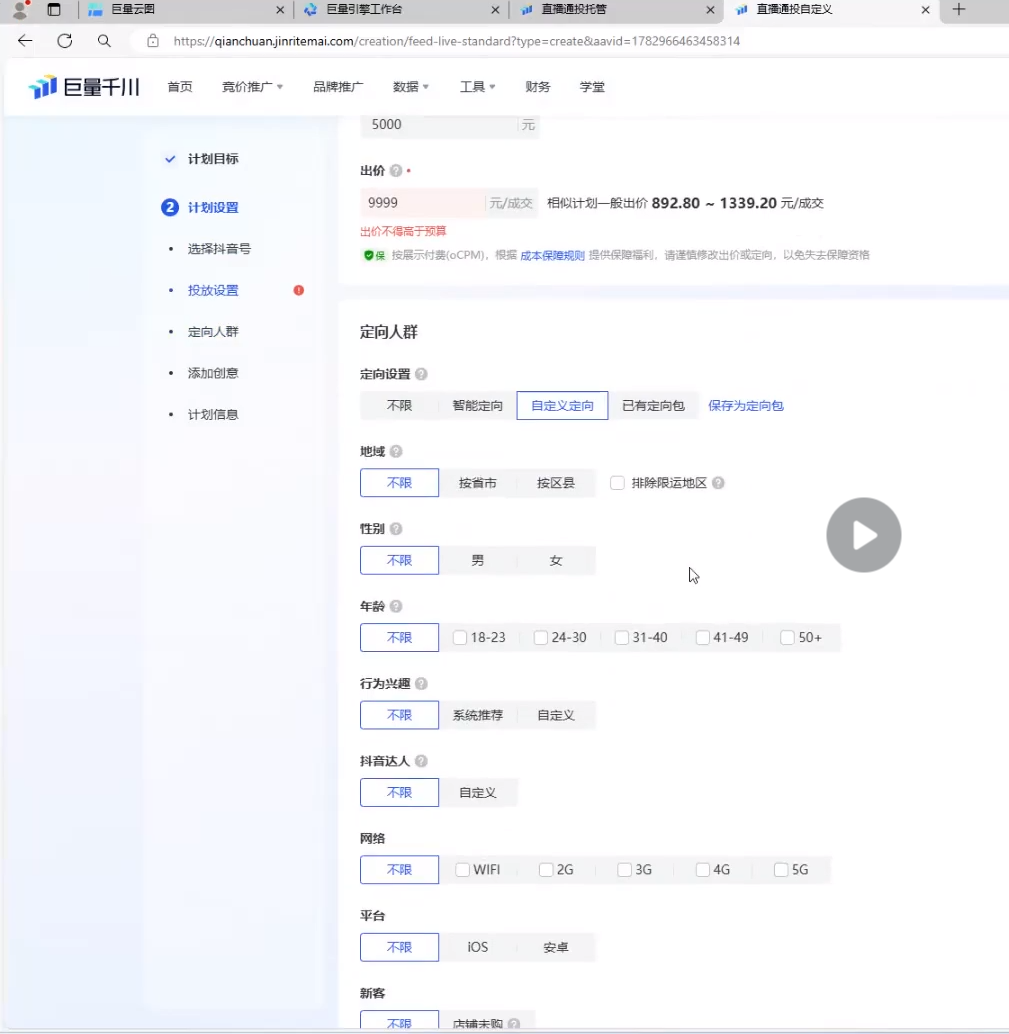 巨量云图
巨量引擎工作台
直播通投托管
直播通投自定义
https://qianchuan.jinritemai.com/creation/feed-live-standard?type=create&aavid=1782966463458314
巨量千川 首页 竞价推广 品牌推广 数据 工具 财务 学堂
计划目标
2 计划设置
选择抖音号
投放设置
定向人群
添加创意
计划信息
5000 元
出价
9999 元/成交 相似计划一般出价 892.80 ~ 1339.20 元/成交
出价不得高于预算
保 按展示付费(oCPM)，根据 成本保障规则 提供保障福利，请谨慎修改出价或定向，以免失去保障资格
定向人群
定向设置
不限 智能定向 自定义定向 已有定向包 保存为定向包
地域
不限 按省市 按区县 排除限运地区
性别
不限 男 女
年龄
不限 18-23 24-30 31-40 41-49 50+
行为兴趣
不限 系统推荐 自定义
抖音达人
不限 自定义
网络
不限 WIFI 2G 3G 4G 5G
平台
不限 iOS 安卓
新客
不限 店铺未购